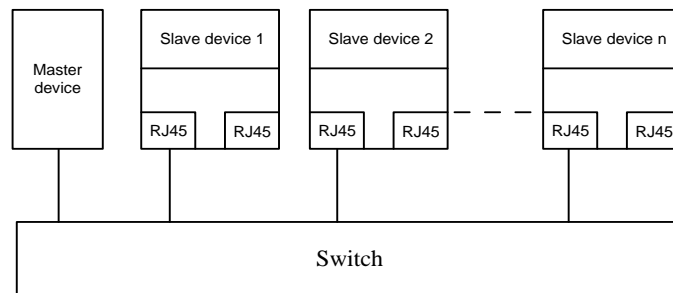 Master
device
Slave device 1
Slave device 2
Slave device n
RJ45
RJ45
RJ45
RJ45
RJ45
RJ45
Switch